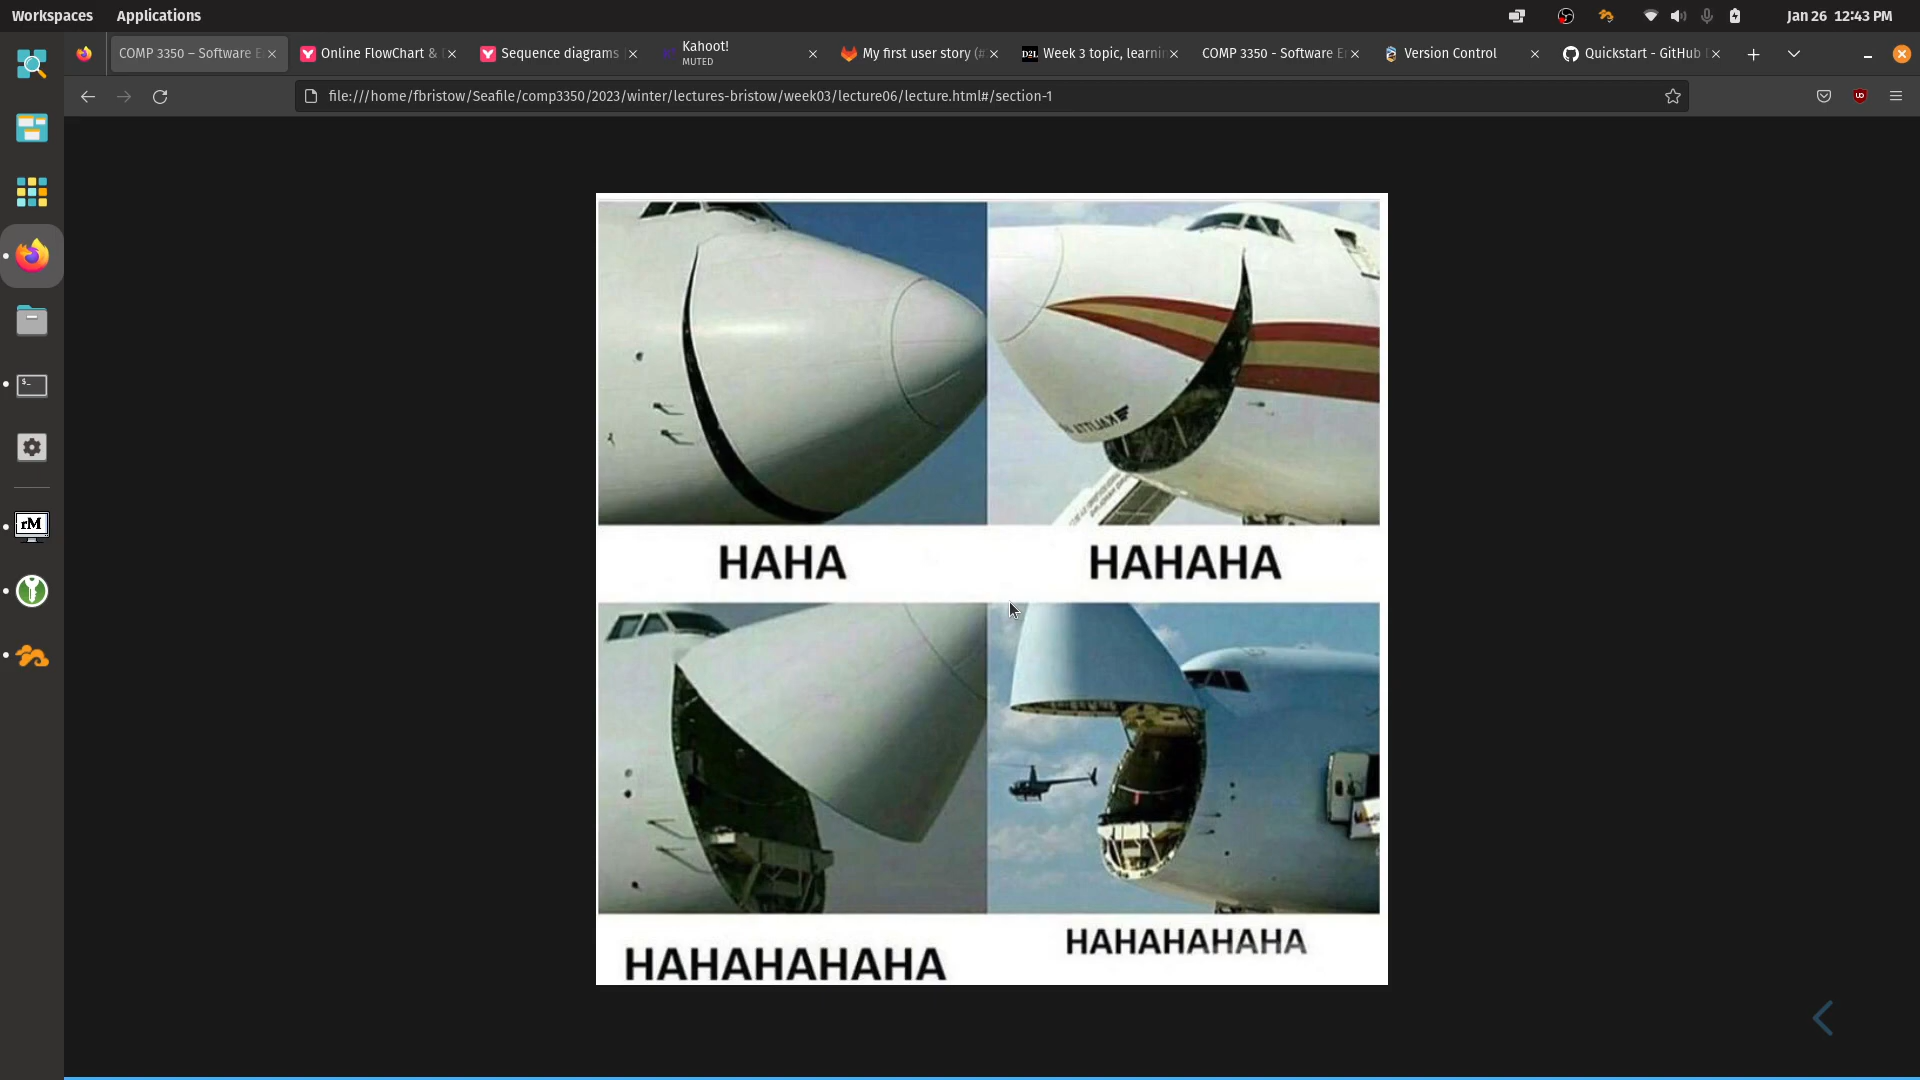 Workspaces Applications Jan 26 12:43 PM
COMP 3350 – Software E
Online FlowChart &
Sequence diagrams
Kahoot!
MUTED
My first user story (#
Week 3 topic, learnin
COMP 3350 - Software E
Version Control
Quickstart - GitHub
file:///home/fbristow/Seafile/comp3350/2023/winter/lectures-bristow/week03/lecture06/lecture.html#/section-1
HAHA
HAHAHA
HAHAHAHAHA
HAHAHAHAHA
rM